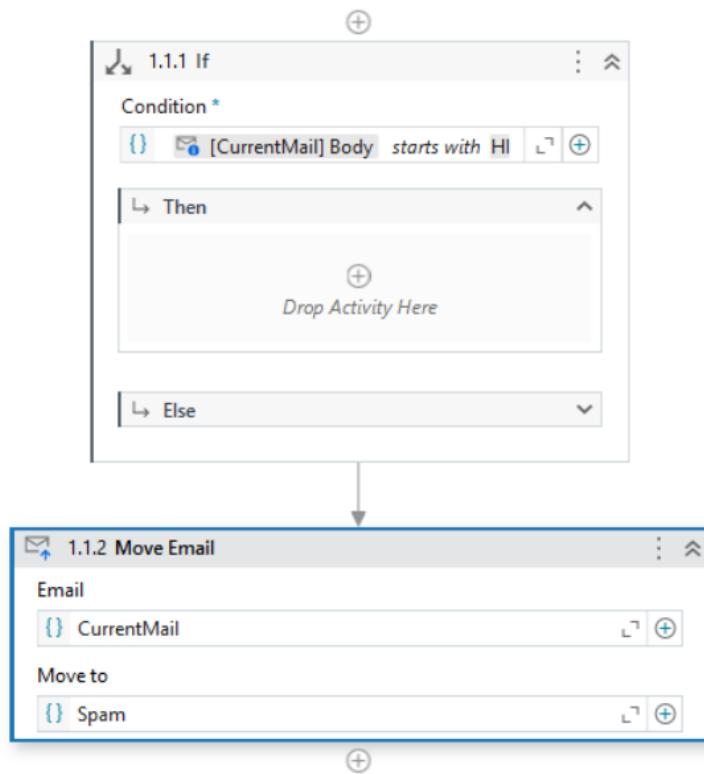 1.1.1 If
Condition *
{} [CurrentMail] Body starts with HI
Then
Drop Activity Here
Else
1.1.2 Move Email
Email
{} CurrentMail
Move to
{} Spam